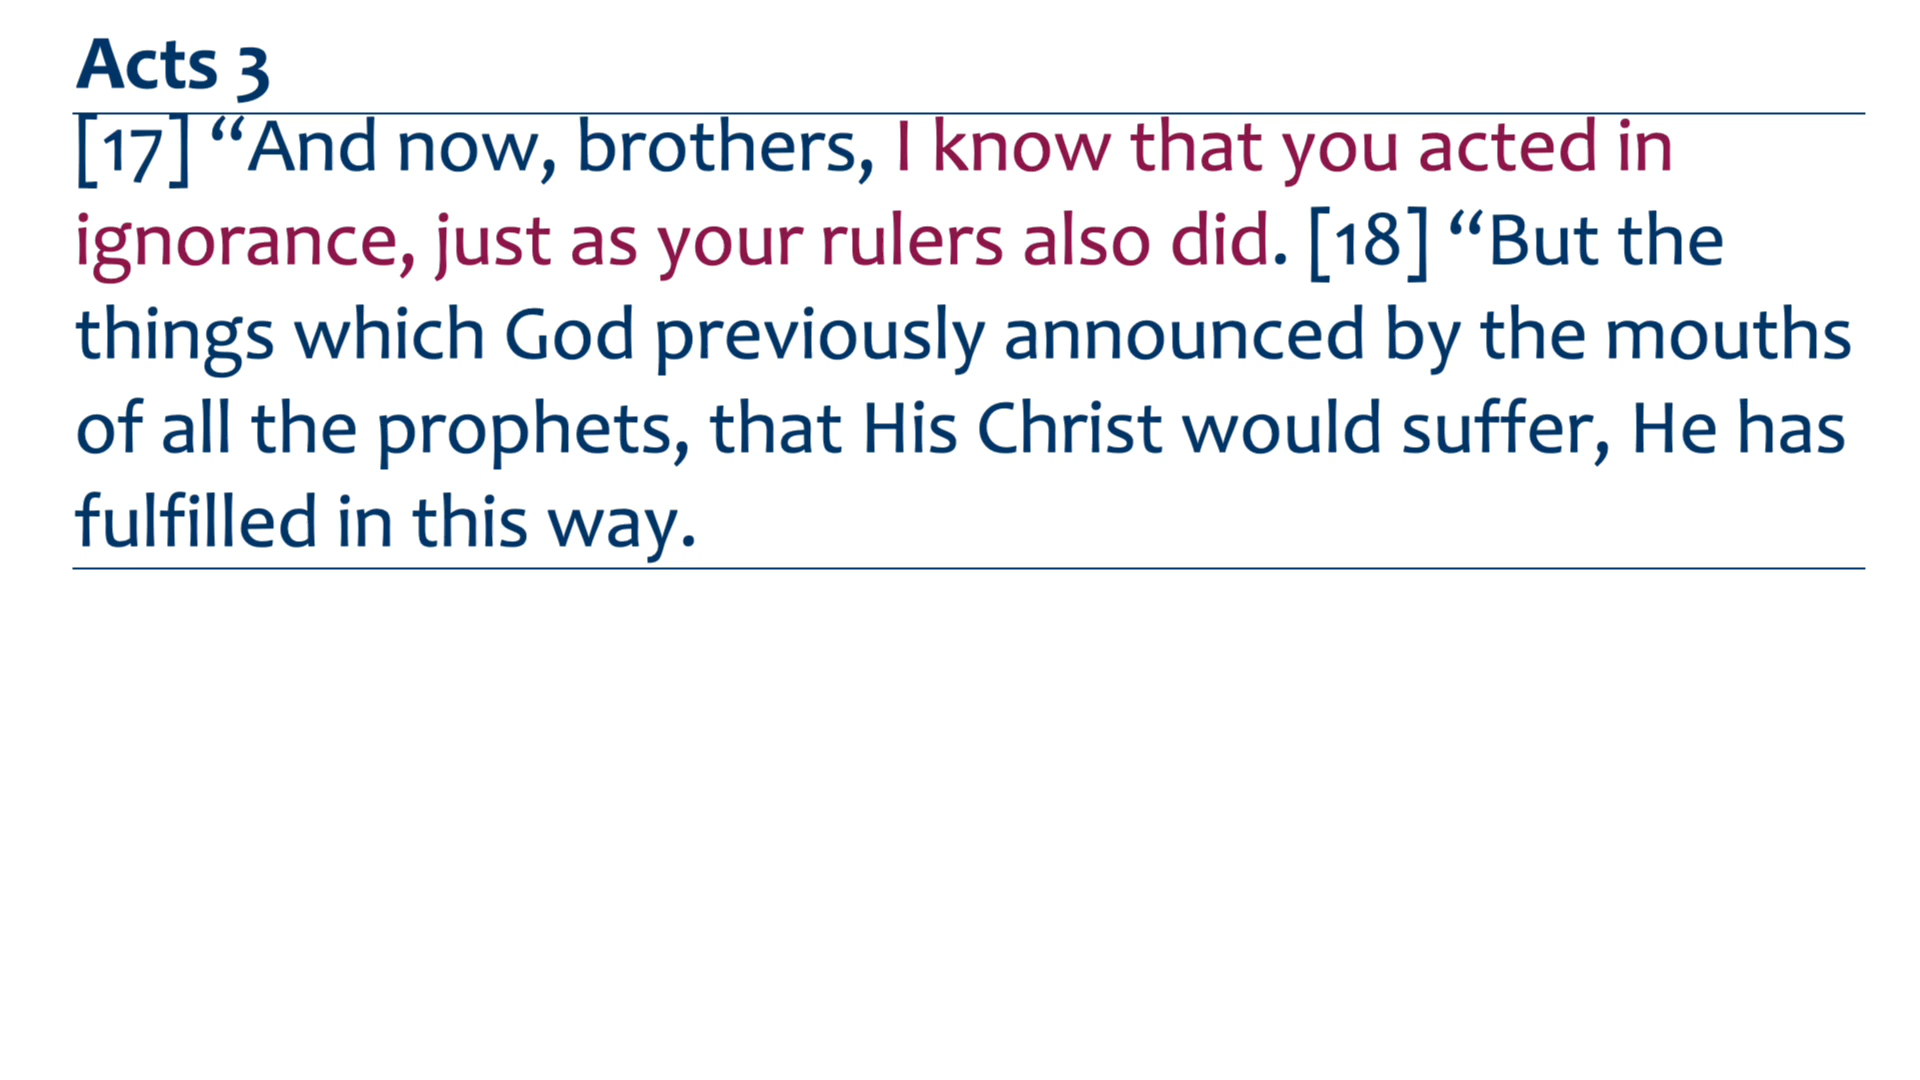 Acts 3
[17] “And now, brothers, I know that you acted in
ignorance, just as your rulers also did. [18] “But the
things which God previously announced by the mouths
of all the prophets, that His Christ would suffer, He has
fulfilled in this way.